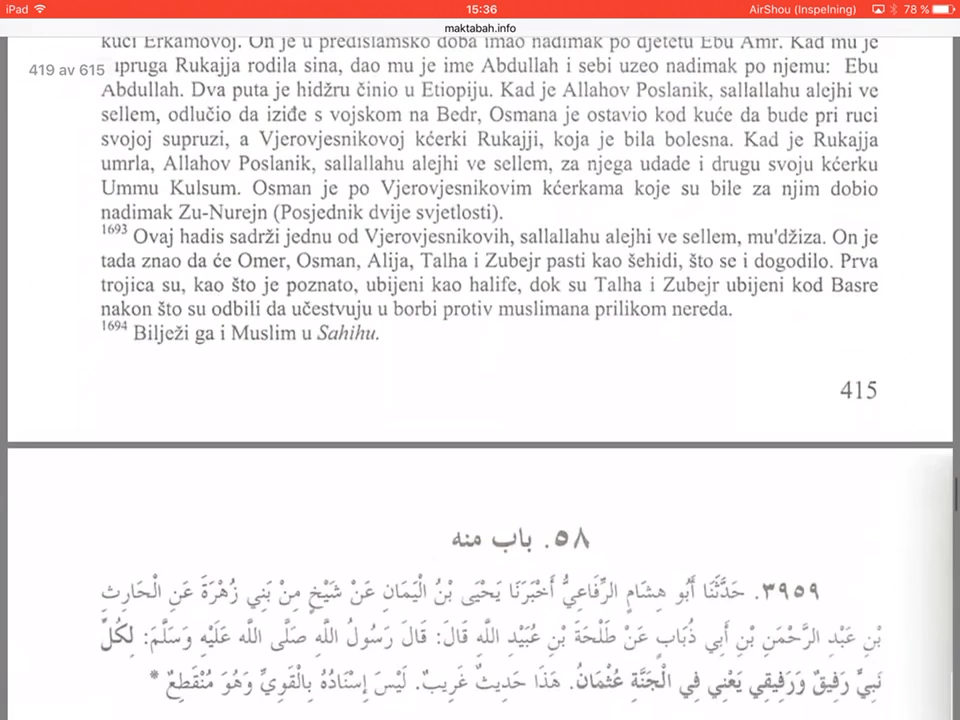 iPad 15:36 AirShou (Inspelning) 78 %
maktabah.info
kući Erkamovoj. On je u predislamsko doba imao nadimak po djetetu Ebu Amr. Kad mu je
419 av 615 upruga Rukajja rodila sina, dao mu je ime Abdullah i sebi uzeo nadimak po njemu: Ebu
Abdullah. Dva puta je hidžru činio u Etiopiju. Kad je Allahov Poslanik, sallallahu alejhi ve
sellem, odlučio da iziđe s vojskom na Bedr, Osmana je ostavio kod kuće da bude pri ruci
svojoj supruzi, a Vjerovjesnikovoj kćerki Rukajji, koja je bila bolesna. Kad je Rukajja
umrla, Allahov Poslanik, sallallahu alejhi ve sellem, za njega udade i drugu svoju kćerku
Ummu Kulsum. Osman je po Vjerovjesnikovim kćerkama koje su bile za njim dobio
nadimak Zu-Nurejn (Posjednik dvije svjetlosti).
1693 Ovaj hadis sadrži jednu od Vjerovjesnikovih, sallallahu alejhi ve sellem, mu'džiza. On je
tada znao da će Omer, Osman, Alija, Talha i Zubejr pasti kao šehidi, što se i dogodilo. Prva
trojica su, kao što je poznato, ubijeni kao halife, dok su Talha i Zubejr ubijeni kod Basre
nakon što su odbili da učestvuju u borbi protiv muslimana prilikom nereda.
1694 Bilježi ga i Muslim u Sahihu.
415
٥٨. باب منه
٣٩٥٩. حَدَّثَنَا أَبُو هِشَامٍ الرِّفَاعِيُّ أَخْبَرَنَا يَحْيَى بْنُ الْيَمَانِ عَنْ شَيْخٍ مِنْ بَنِي زُهْرَةَ عَنِ الْحَارِثِ
بْنِ عَبْدِ الرَّحْمَنِ بْنِ أَبِي ذُبَابٍ عَنْ طَلْحَةَ بْنِ عُبَيْدِ اللَّهِ قَالَ: قَالَ رَسُولُ اللَّهِ صَلَّى اللَّه عَلَيْهِ وَسَلَّمَ: لِكُلِّ
نَبِيٍّ رَفِيقٌ وَرَفِيقِي يَعْنِي فِي الْجَنَّةِ عُثْمَانُ. هَذَا حَدِيثٌ غَرِيبٌ. لَيْسَ إِسْنَادُهُ بِالْقَوِيِّ وَهُوَ مُنْقَطِعٌ *